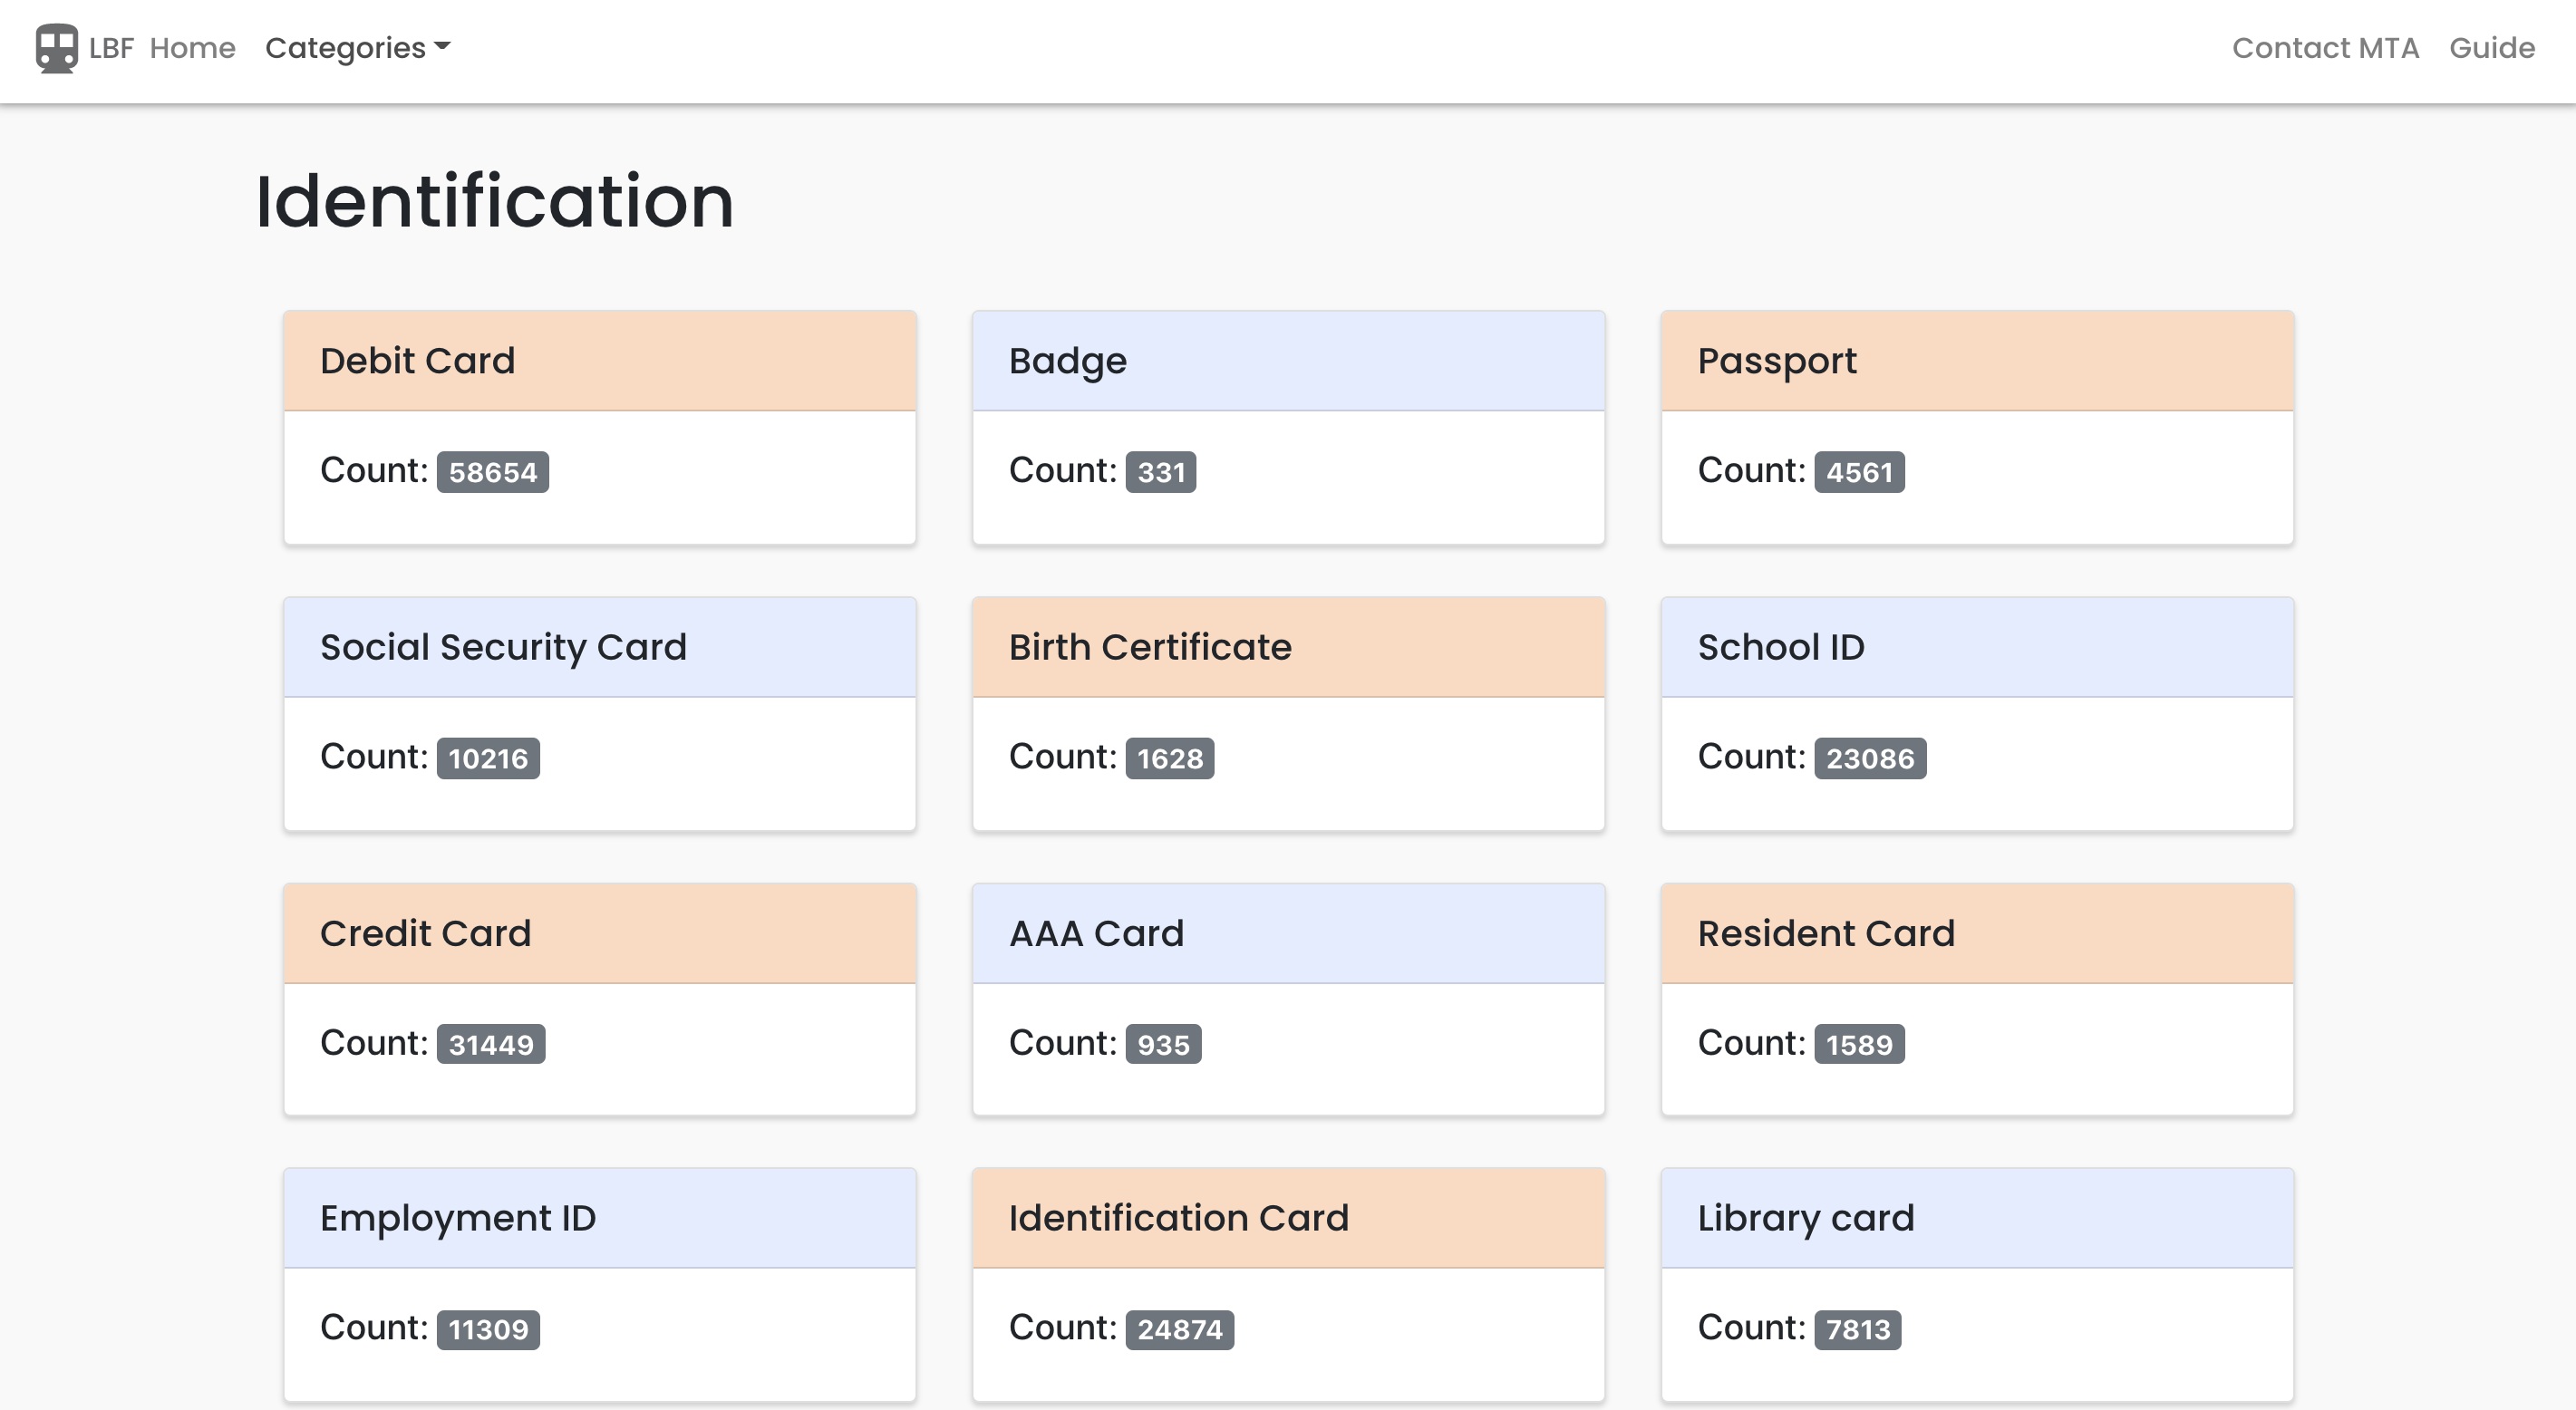 LBF Home Categories Contact MTA Guide
Identification
Debit Card Badge Passport
Count: 58654 Count: 331 Count: 4561
Social Security Card Birth Certificate School ID
Count: 10216 Count: 1628 Count: 23086
Credit Card AAA Card Resident Card
Count: 31449 Count: 935 Count: 1589
Employment ID Identification Card Library card
Count: 11309 Count: 24874 Count: 7813